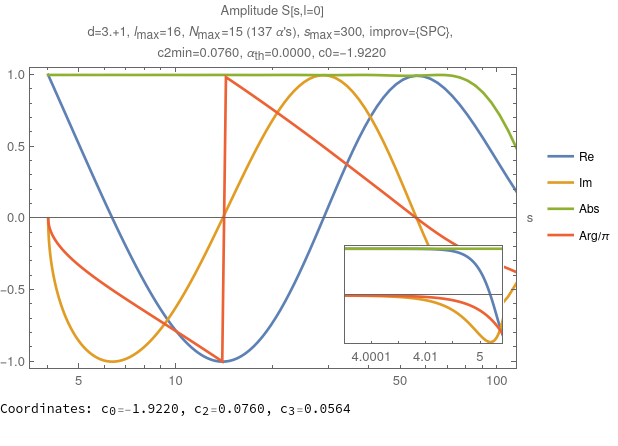 Amplitude S[s,l=0]
d=3.+1, lmax=16, Nmax=15 (137 α's), smax=300, improv={SPC},
c2min=0.0760, αth=0.0000, c0=−1.9220
1.0
0.5
0.0
−0.5
−1.0
5
10
50
100
s
4.0001
4.01
5
Re
Im
Abs
Arg/π
Coordinates: c0=-1.9220, c2=0.0760, c3=0.0564